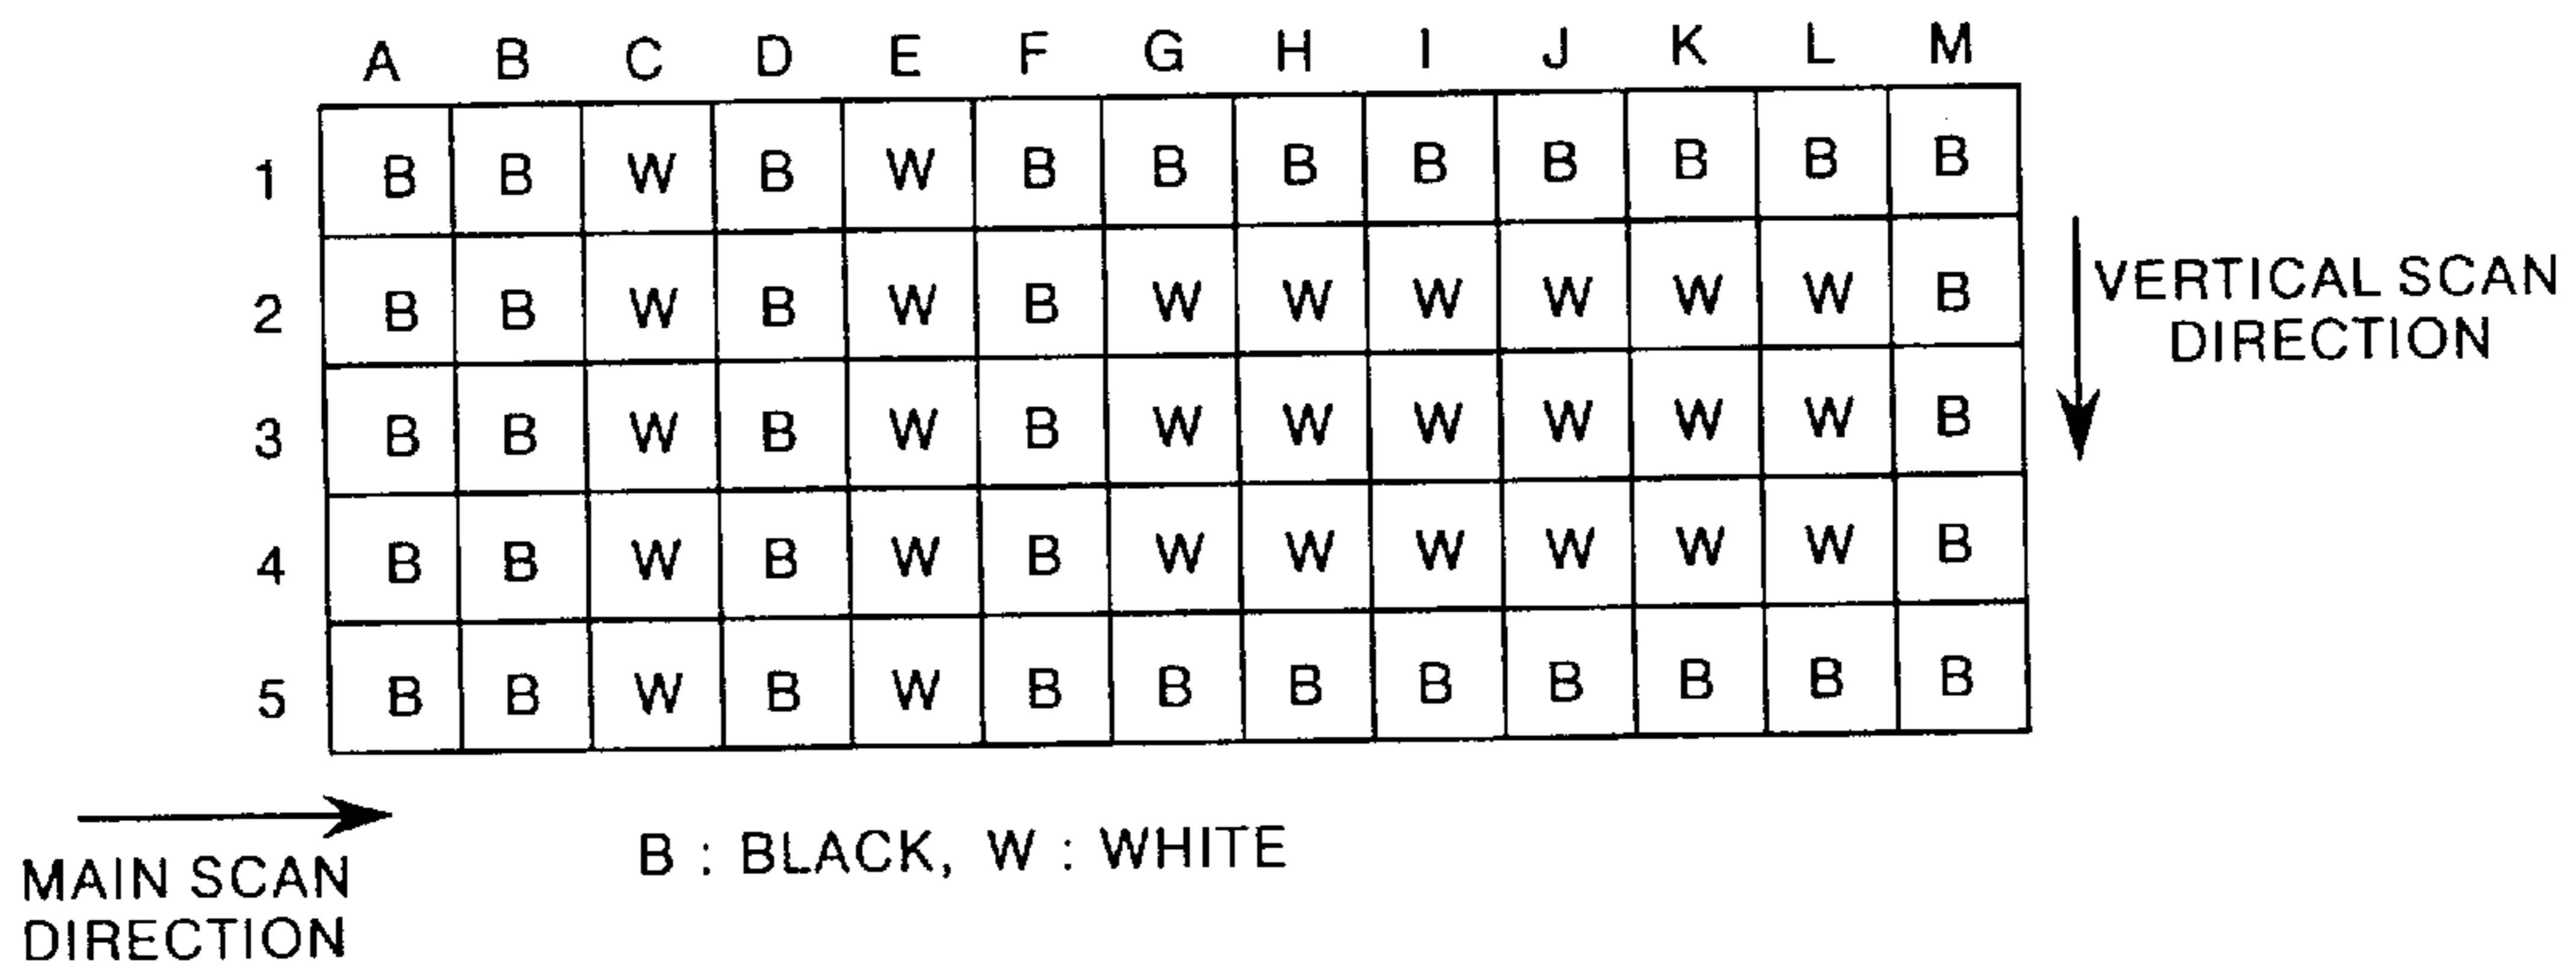 A B C D E F G H I J K L M
1 B B W B W B B B B B B B B
2 B B W B W B W W W W W W B
3 B B W B W B W W W W W W B
4 B B W B W B W W W W W W B
5 B B W B W B B B B B B B B
VERTICAL SCAN
DIRECTION
MAIN SCAN
DIRECTION
B : BLACK, W : WHITE